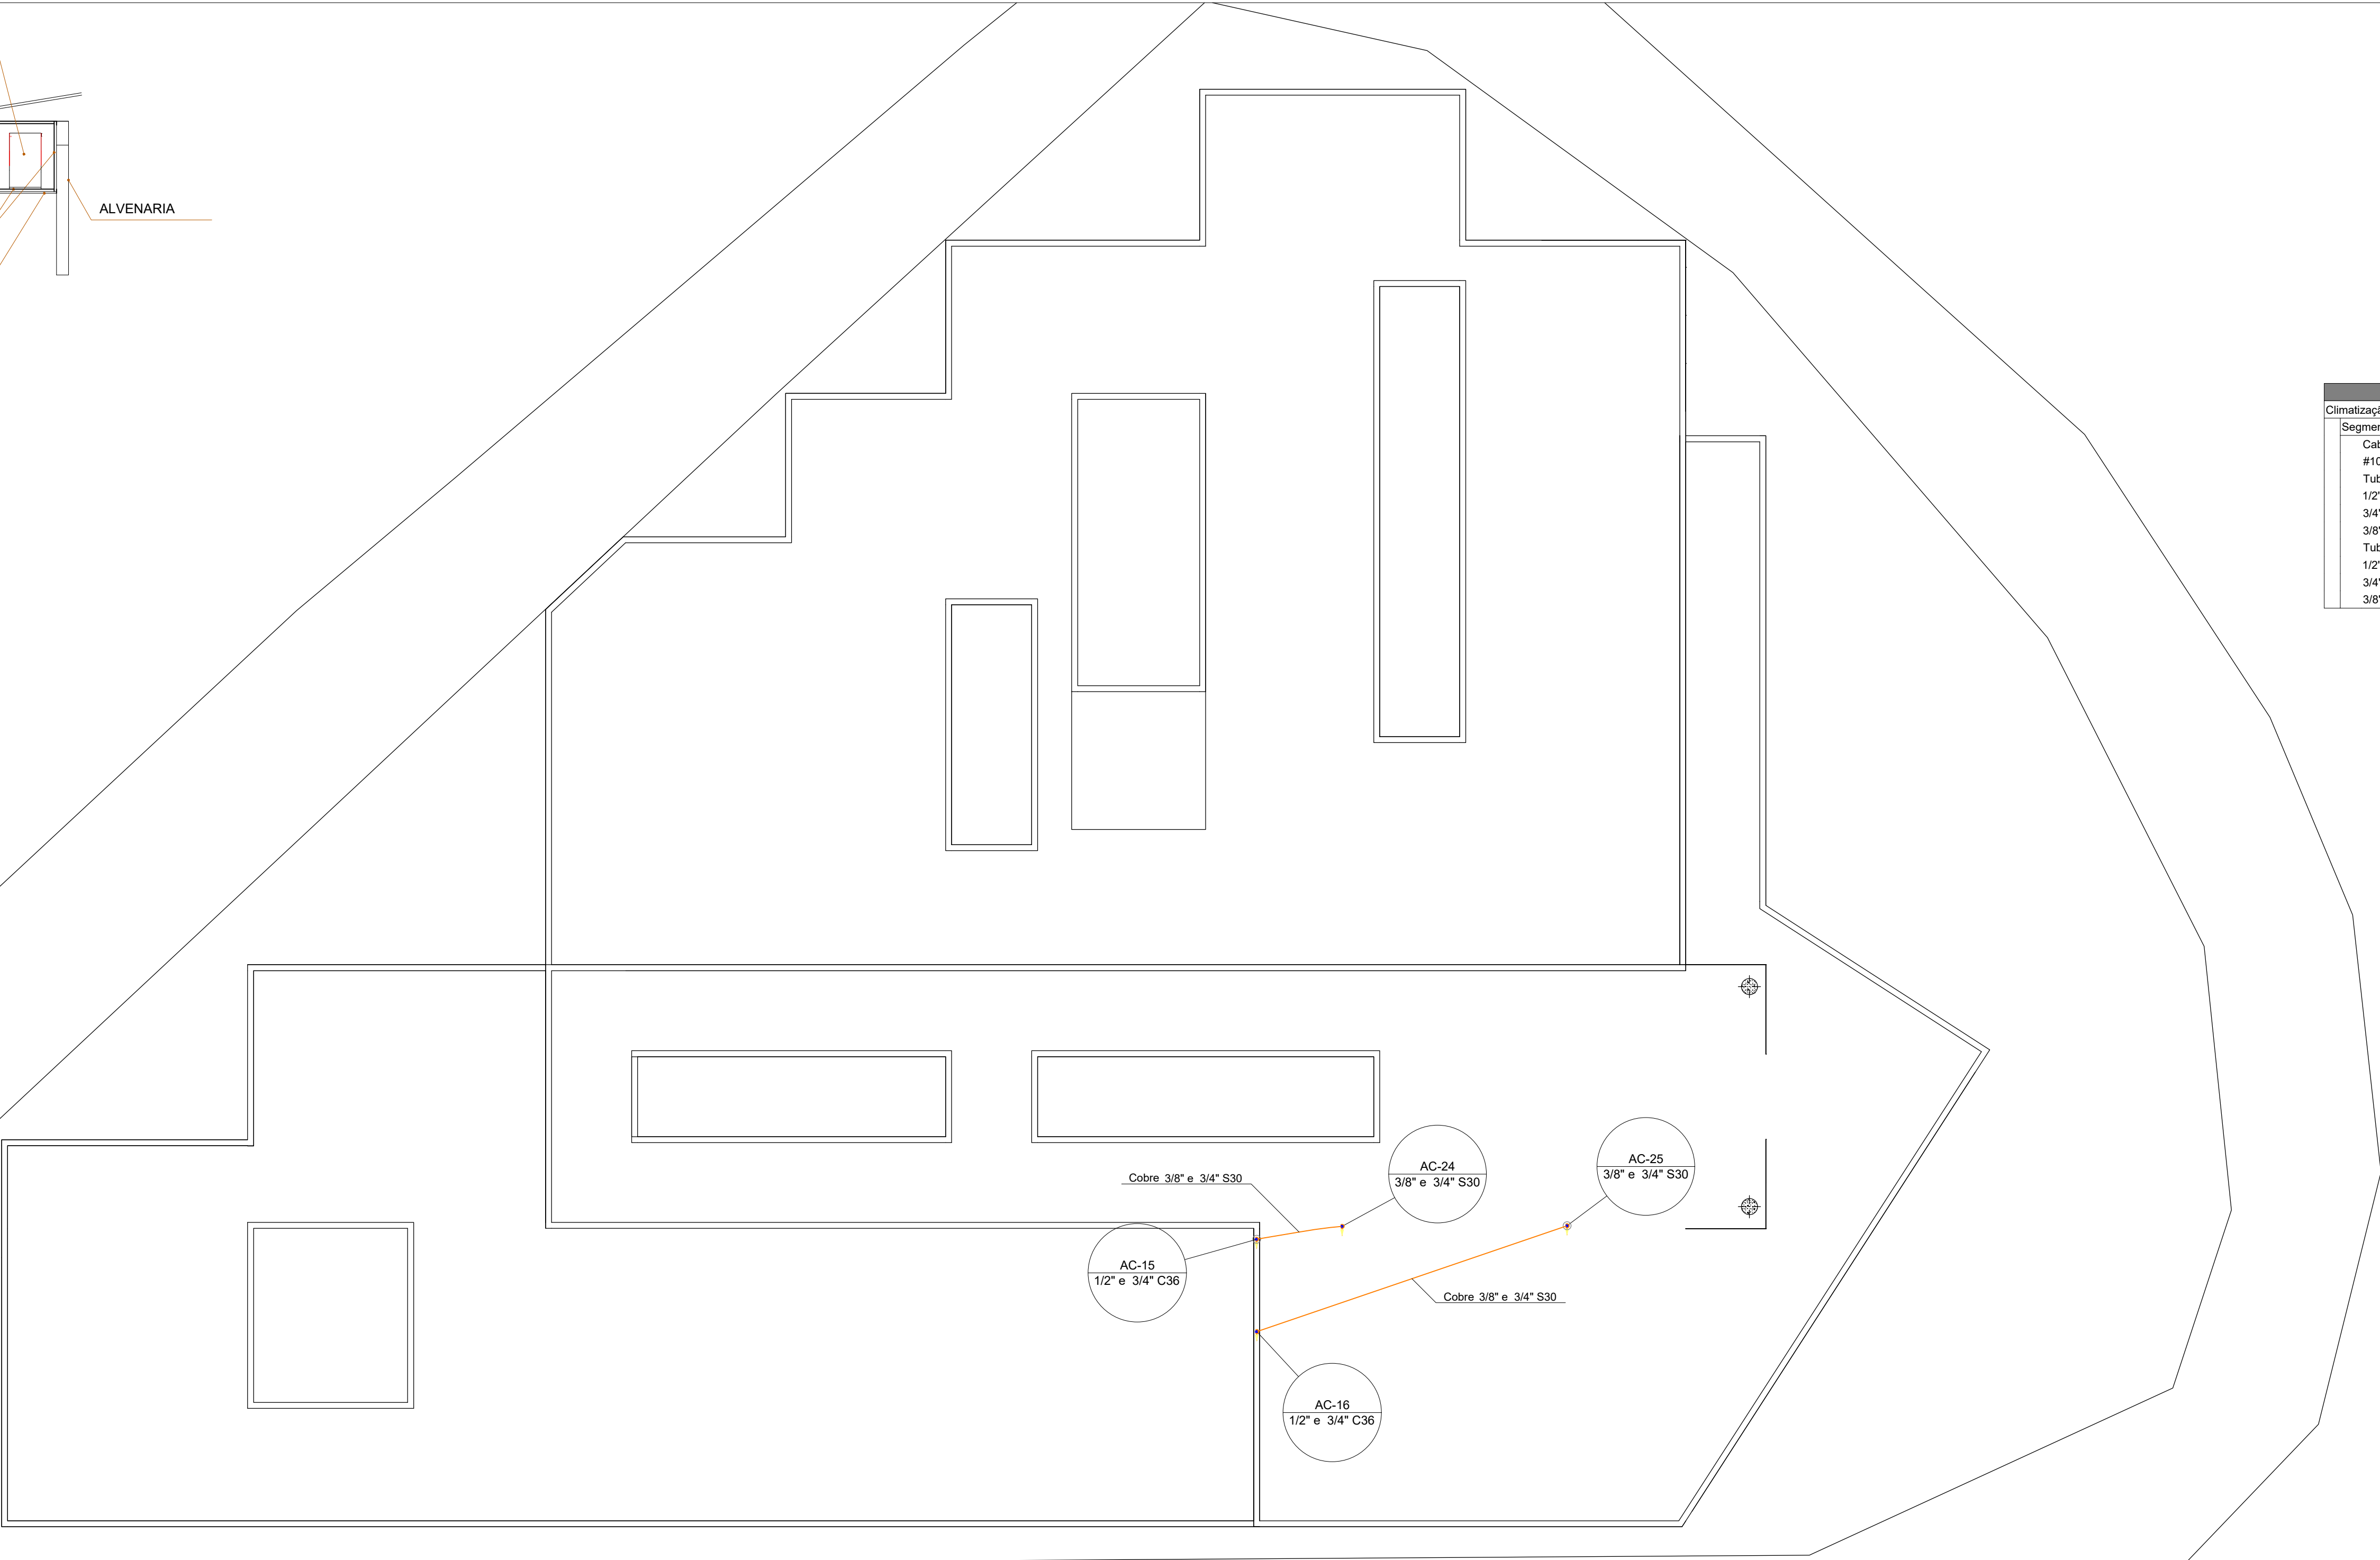 ALVENARIA
Climatizaçã
Segmen
Cab
#10
Tub
1/2"
3/4"
3/8"
Tub
1/2"
3/4"
3/8"
AC-24
3/8" e 3/4" S30
AC-25
3/8" e 3/4" S30
Cobre 3/8" e 3/4" S30
AC-15
1/2" e 3/4" C36
Cobre 3/8" e 3/4" S30
AC-16
1/2" e 3/4" C36